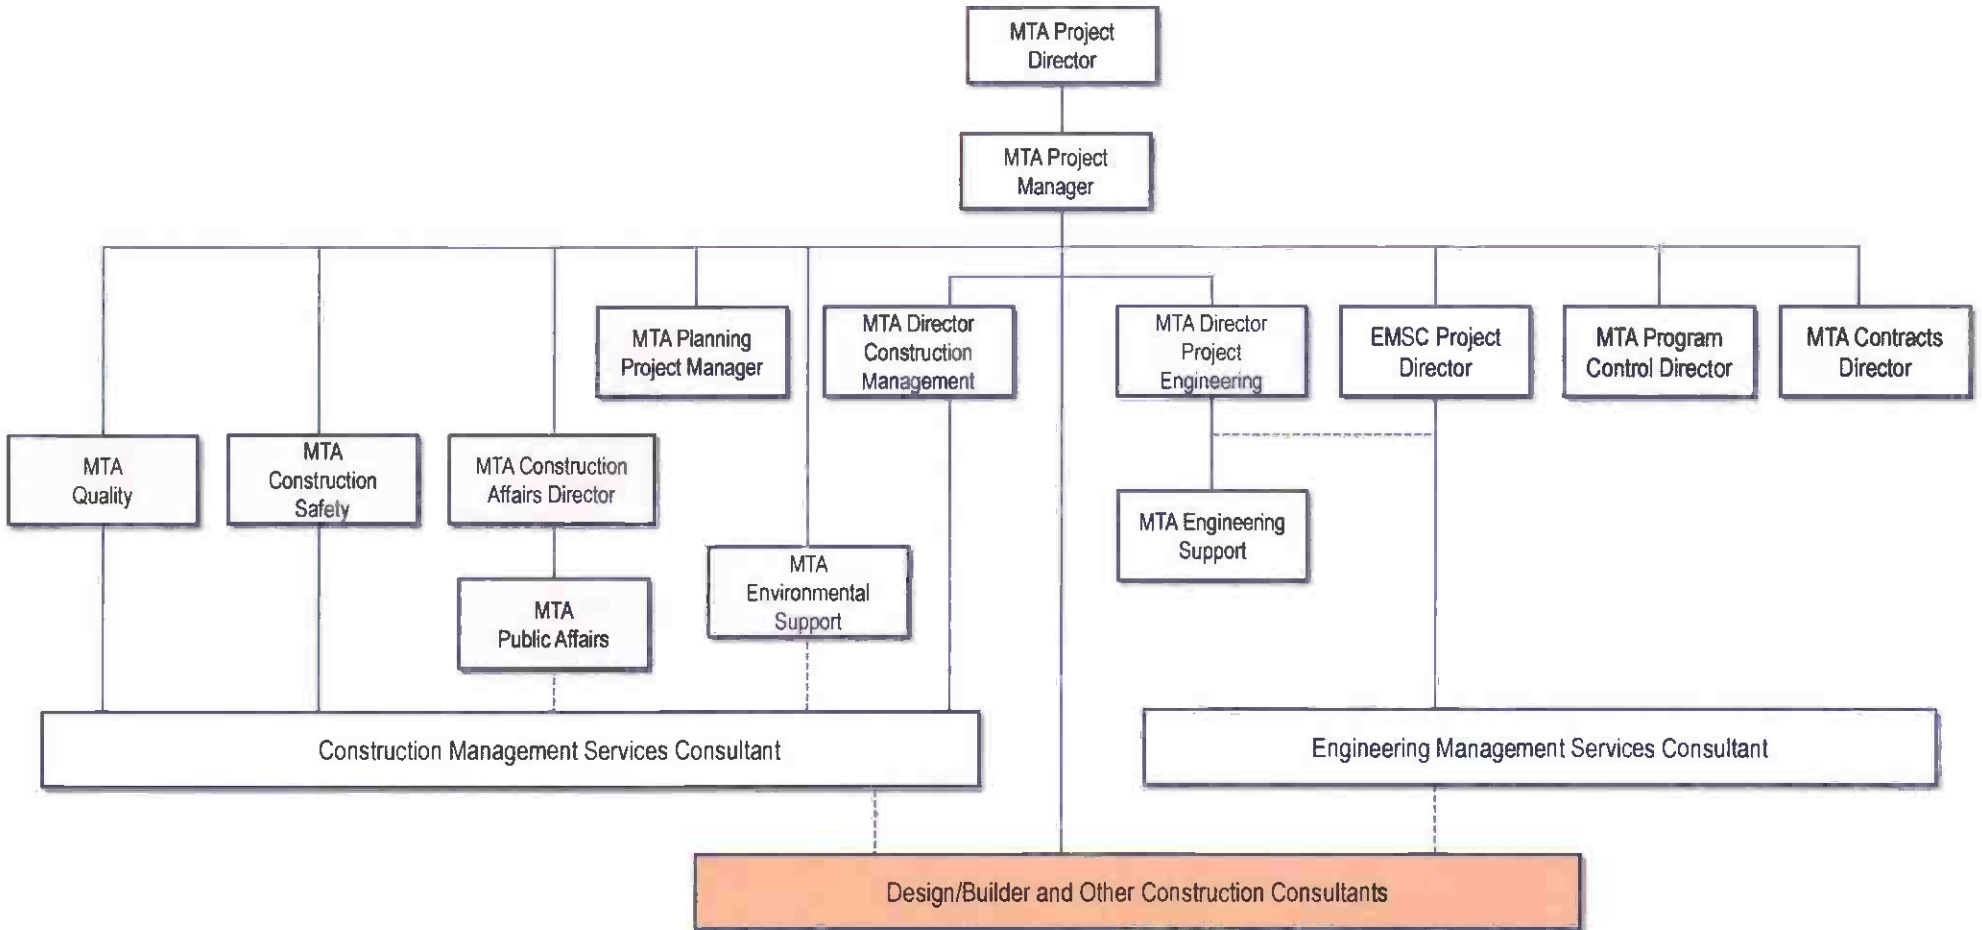 MTA Project
Director
MTA Project
Manager
MTA Planning
Project Manager
MTA Director
Construction
Management
MTA Director
Project
Engineering
EMSC Project
Director
MTA Program
Control Director
MTA Contracts
Director
MTA
Quality
MTA
Construction
Safety
MTA Construction
Affairs Director
MTA Engineering
Support
MTA
Environmental
Support
MTA
Public Affairs
Construction Management Services Consultant
Engineering Management Services Consultant
Design/Builder and Other Construction Consultants